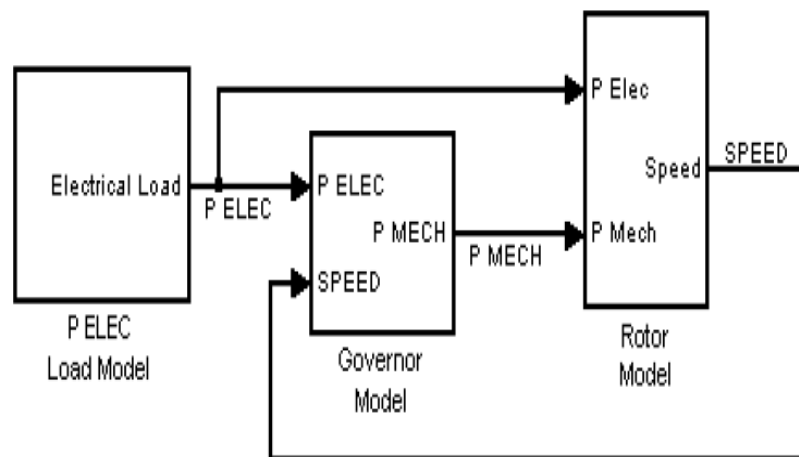 P Elec
SPEED
Speed
P Mech
Electrical Load
P ELEC
P ELEC
P MECH
P MECH
SPEED
P ELEC
Load Model
Governor
Model
Rotor
Model